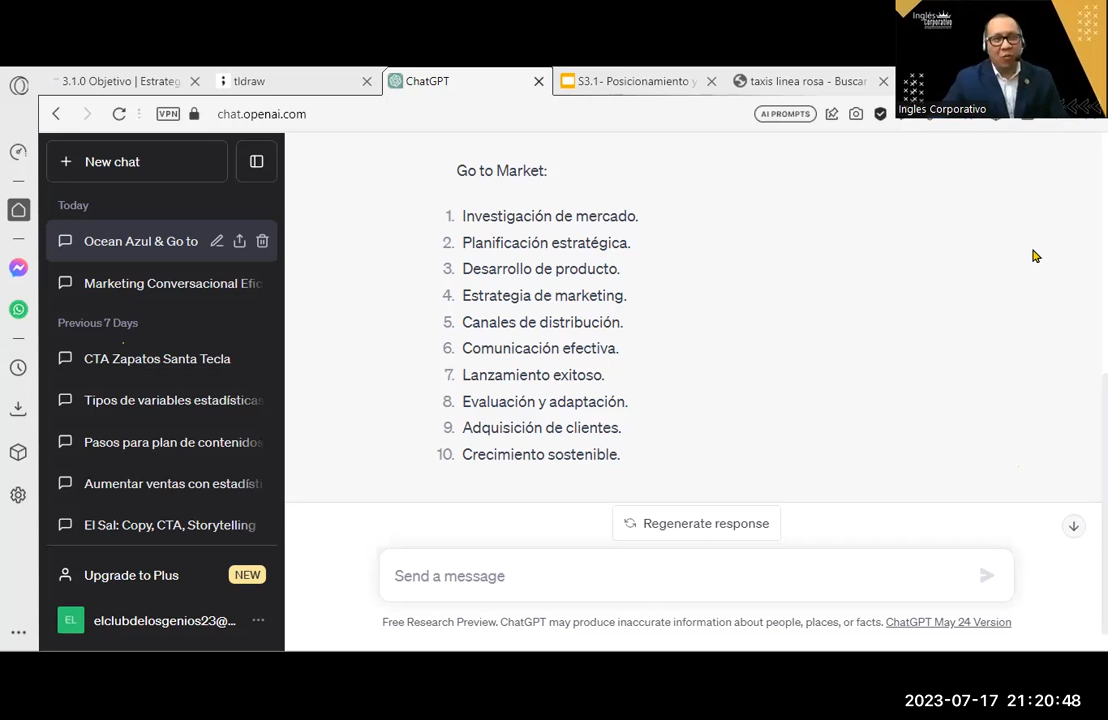 Inglés
Corporativo
Ingles Corporativo
3.1.0 Objetivo | Estrateg
tldraw
ChatGPT
S3.1- Posicionamiento y
taxis linea rosa - Buscar
VPN
chat.openai.com
AI PROMPTS
New chat
Today
Ocean Azul & Go to
Marketing Conversacional Efic
Previous 7 Days
CTA Zapatos Santa Tecla
Tipos de variables estadísticas
Pasos para plan de contenidos
Aumentar ventas con estadísti
El Sal: Copy, CTA, Storytelling
Upgrade to Plus
NEW
EL
elclubdelosgenios23@...
Go to Market:
1. Investigación de mercado.
2. Planificación estratégica.
3. Desarrollo de producto.
4. Estrategia de marketing.
5. Canales de distribución.
6. Comunicación efectiva.
7. Lanzamiento exitoso.
8. Evaluación y adaptación.
9. Adquisición de clientes.
10. Crecimiento sostenible.
Regenerate response
Send a message
Free Research Preview. ChatGPT may produce inaccurate information about people, places, or facts. ChatGPT May 24 Version
2023-07-17 21:20:48